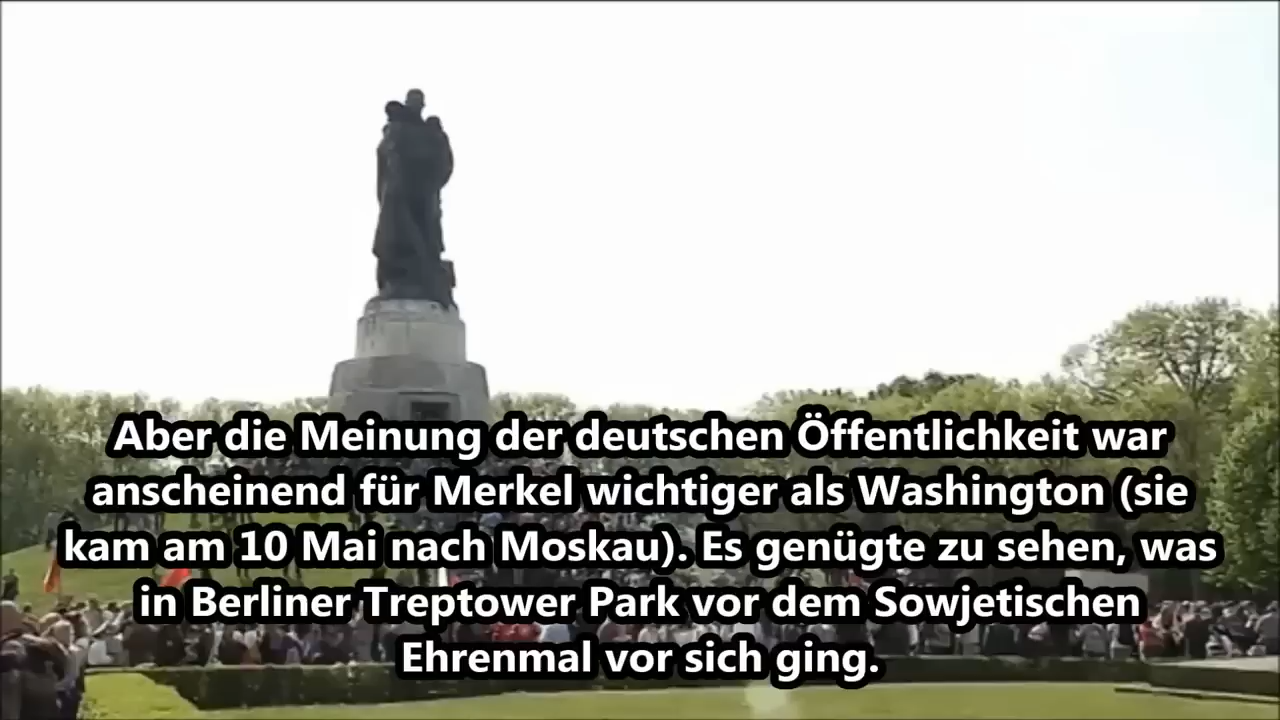 Aber die Meinung der deutschen Öffentlichkeit war
anscheinend für Merkel wichtiger als Washington (sie
kam am 10 Mai nach Moskau). Es genügte zu sehen, was
in Berliner Treptower Park vor dem Sowjetischen
Ehrenmal vor sich ging.